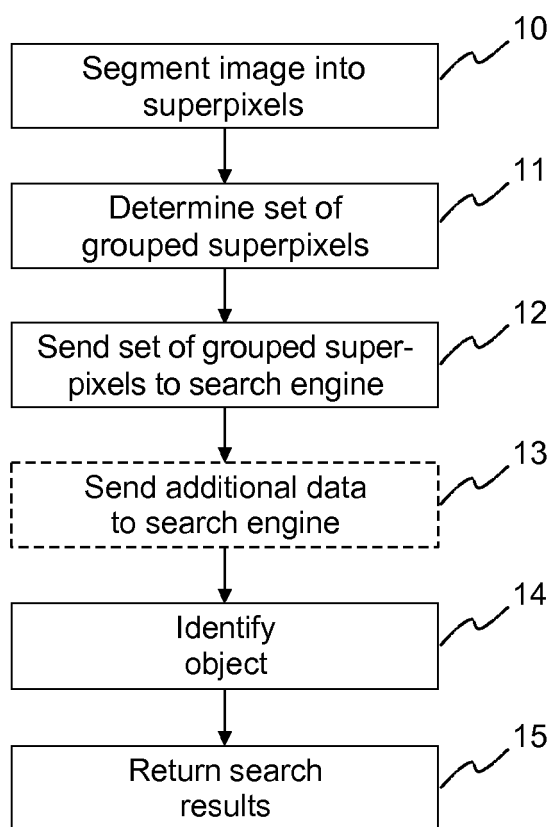 10
Segment image into
superpixels
11
Determine set of
grouped superpixels
12
Send set of grouped super-
pixels to search engine
13
Send additional data
to search engine
14
Identify
object
15
Return search
results